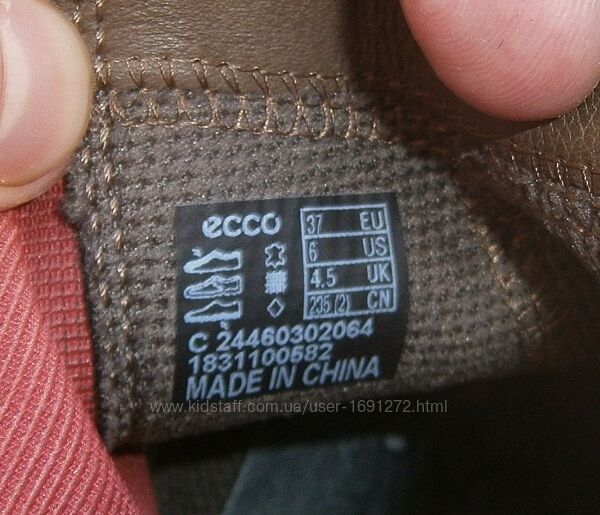 ecco
37 EU
6 US
4.5 UK
235 (2) CN
C 24460302064
1831100582
MADE IN CHINA
www.kidstaff.com.ua/user-1691272.html